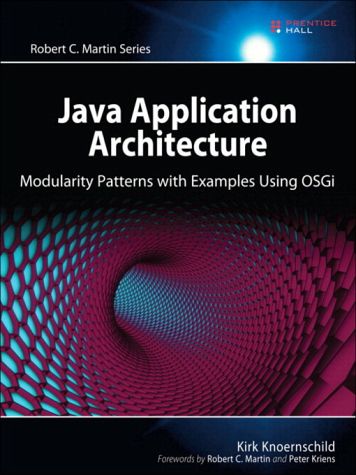 PRENTICE
HALL
Robert C. Martin Series
Java Application
Architecture
Modularity Patterns with Examples Using OSGi
Kirk Knoernschild
Forewords by Robert C. Martin and Peter Kriens